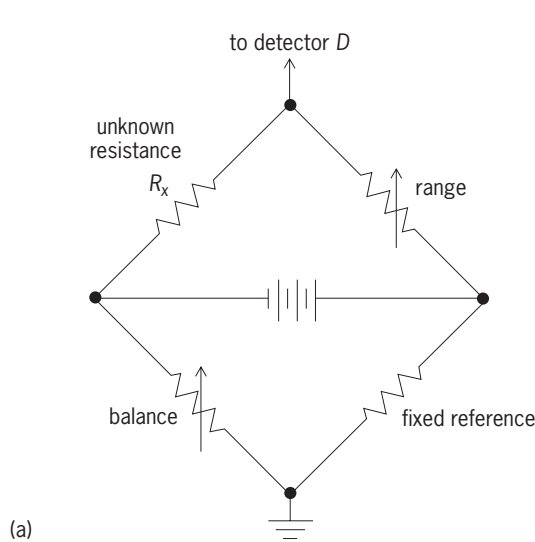 to detector D
unknown
resistance
Rx
range
balance
fixed reference
(a)